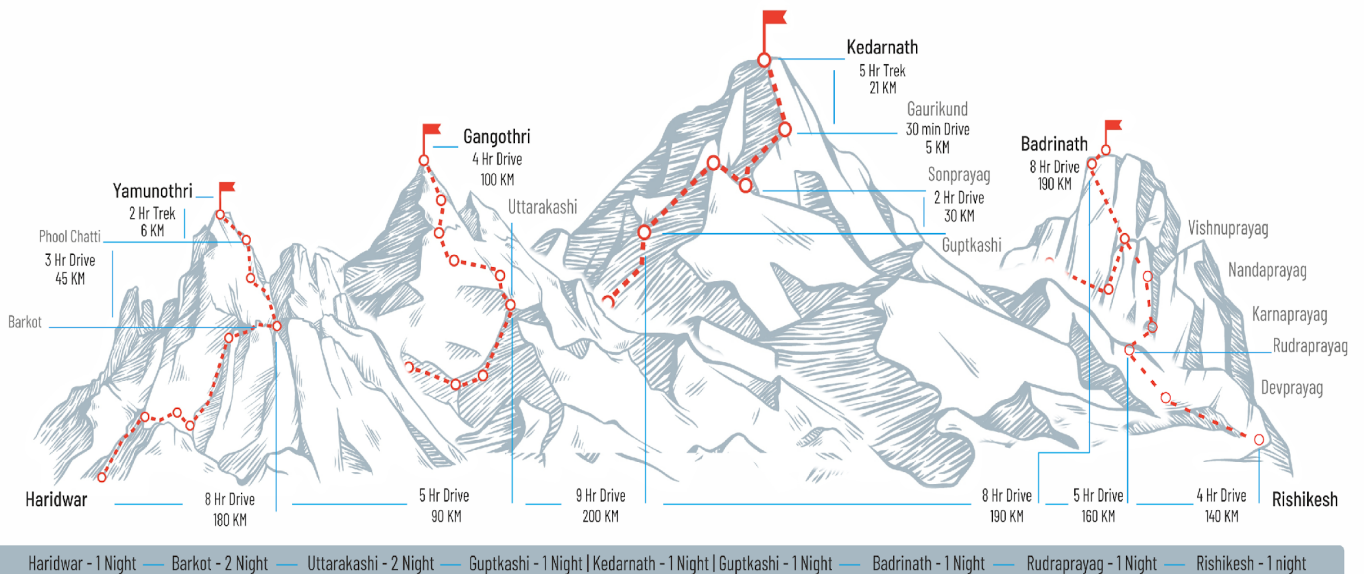 Kedarnath
5 Hr Trek
21 KM
Gaurikund
30 min Drive
5 KM
Sonprayag
2 Hr Drive
30 KM
Guptkashi
Gangothri
4 Hr Drive
100 KM
Uttarakashi
Yamunothri
2 Hr Trek
6 KM
Phool Chatti
3 Hr Drive
45 KM
Barkot
Badrinath
8 Hr Drive
190 KM
Vishnuprayag
Nandaprayag
Karnaprayag
Rudraprayag
Devprayag
Haridwar
8 Hr Drive
180 KM
5 Hr Drive
90 KM
9 Hr Drive
200 KM
8 Hr Drive
190 KM
5 Hr Drive
160 KM
4 Hr Drive
140 KM
Rishikesh
Haridwar - 1 Night — Barkot - 2 Night — Uttarakashi - 2 Night — Guptkashi - 1 Night | Kedarnath - 1 Night | Guptkashi - 1 Night — Badrinath - 1 Night — Rudraprayag - 1 Night — Rishikesh - 1 night